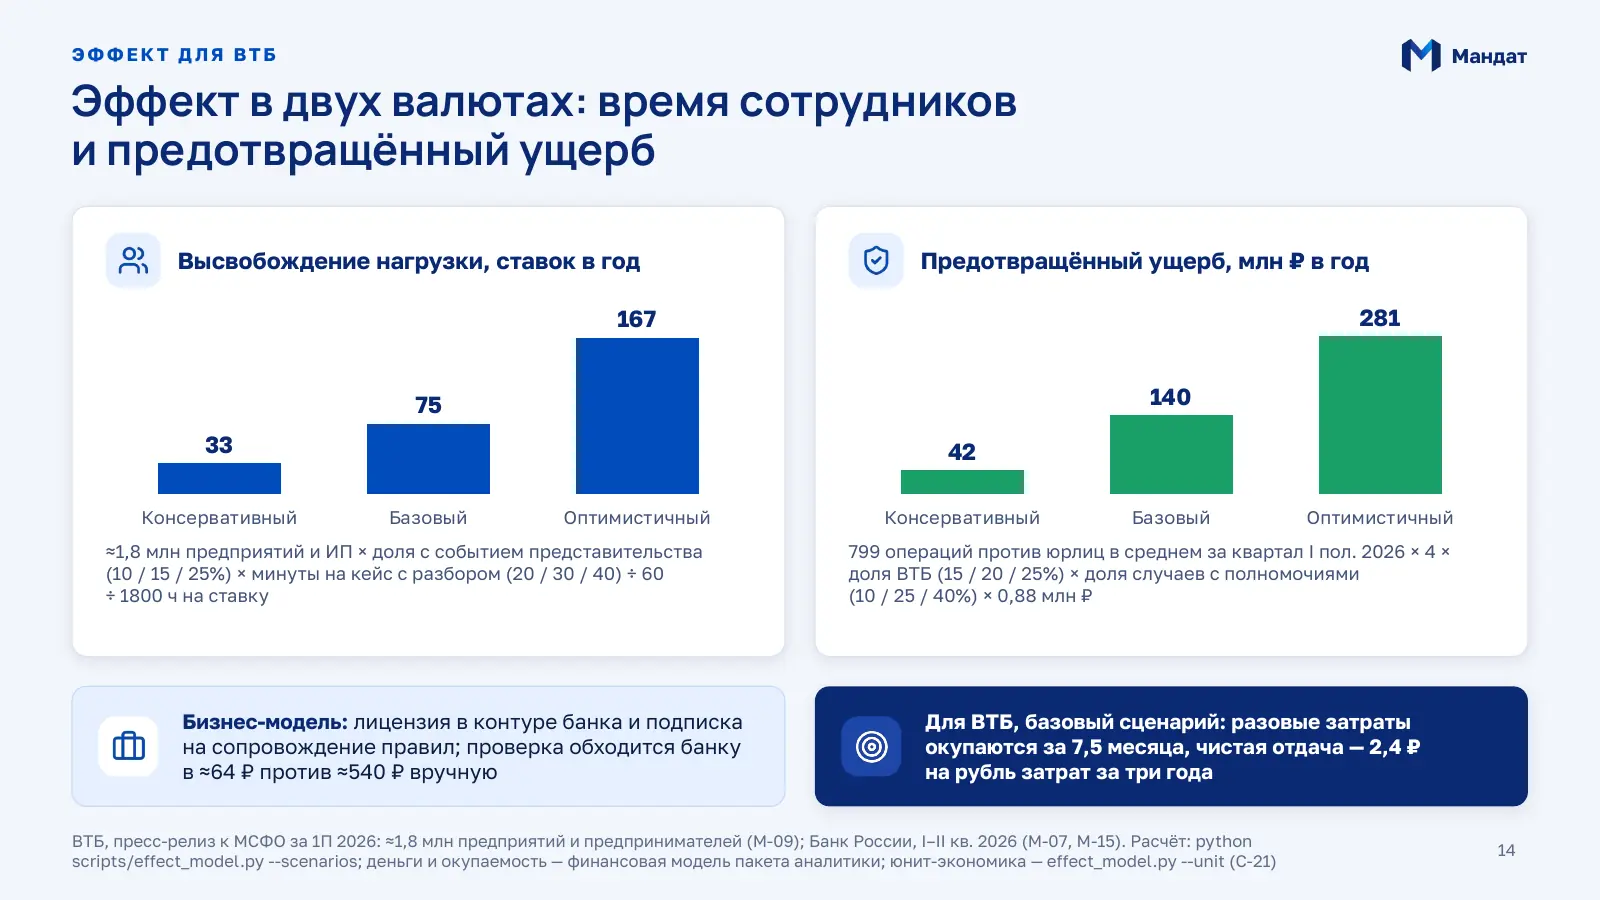 ЭФФЕКТ ДЛЯ ВТБ
Мандат
Эффект в двух валютах: время сотрудников
и предотвращённый ущерб
Высвобождение нагрузки, ставок в год
33
75
167
Консервативный
Базовый
Оптимистичный
≈1,8 млн предприятий и ИП × доля с событием представительства
(10 / 15 / 25%) × минуты на кейс с разбором (20 / 30 / 40) ÷ 60
÷ 1800 ч на ставку
Предотвращённый ущерб, млн ₽ в год
42
140
281
Консервативный
Базовый
Оптимистичный
799 операций против юрлиц в среднем за квартал I пол. 2026 × 4 ×
доля ВТБ (15 / 20 / 25%) × доля случаев с полномочиями
(10 / 25 / 40%) × 0,88 млн ₽
Бизнес-модель: лицензия в контуре банка и подписка
на сопровождение правил; проверка обходится банку
в ≈64 ₽ против ≈540 ₽ вручную
Для ВТБ, базовый сценарий: разовые затраты
окупаются за 7,5 месяца, чистая отдача — 2,4 ₽
на рубль затрат за три года
ВТБ, пресс-релиз к МСФО за 1П 2026: ≈1,8 млн предприятий и предпринимателей (М-09); Банк России, I–II кв. 2026 (М-07, М-15). Расчёт: python
scripts/effect_model.py --scenarios; деньги и окупаемость — финансовая модель пакета аналитики; юнит-экономика — effect_model.py --unit (С-21)
14